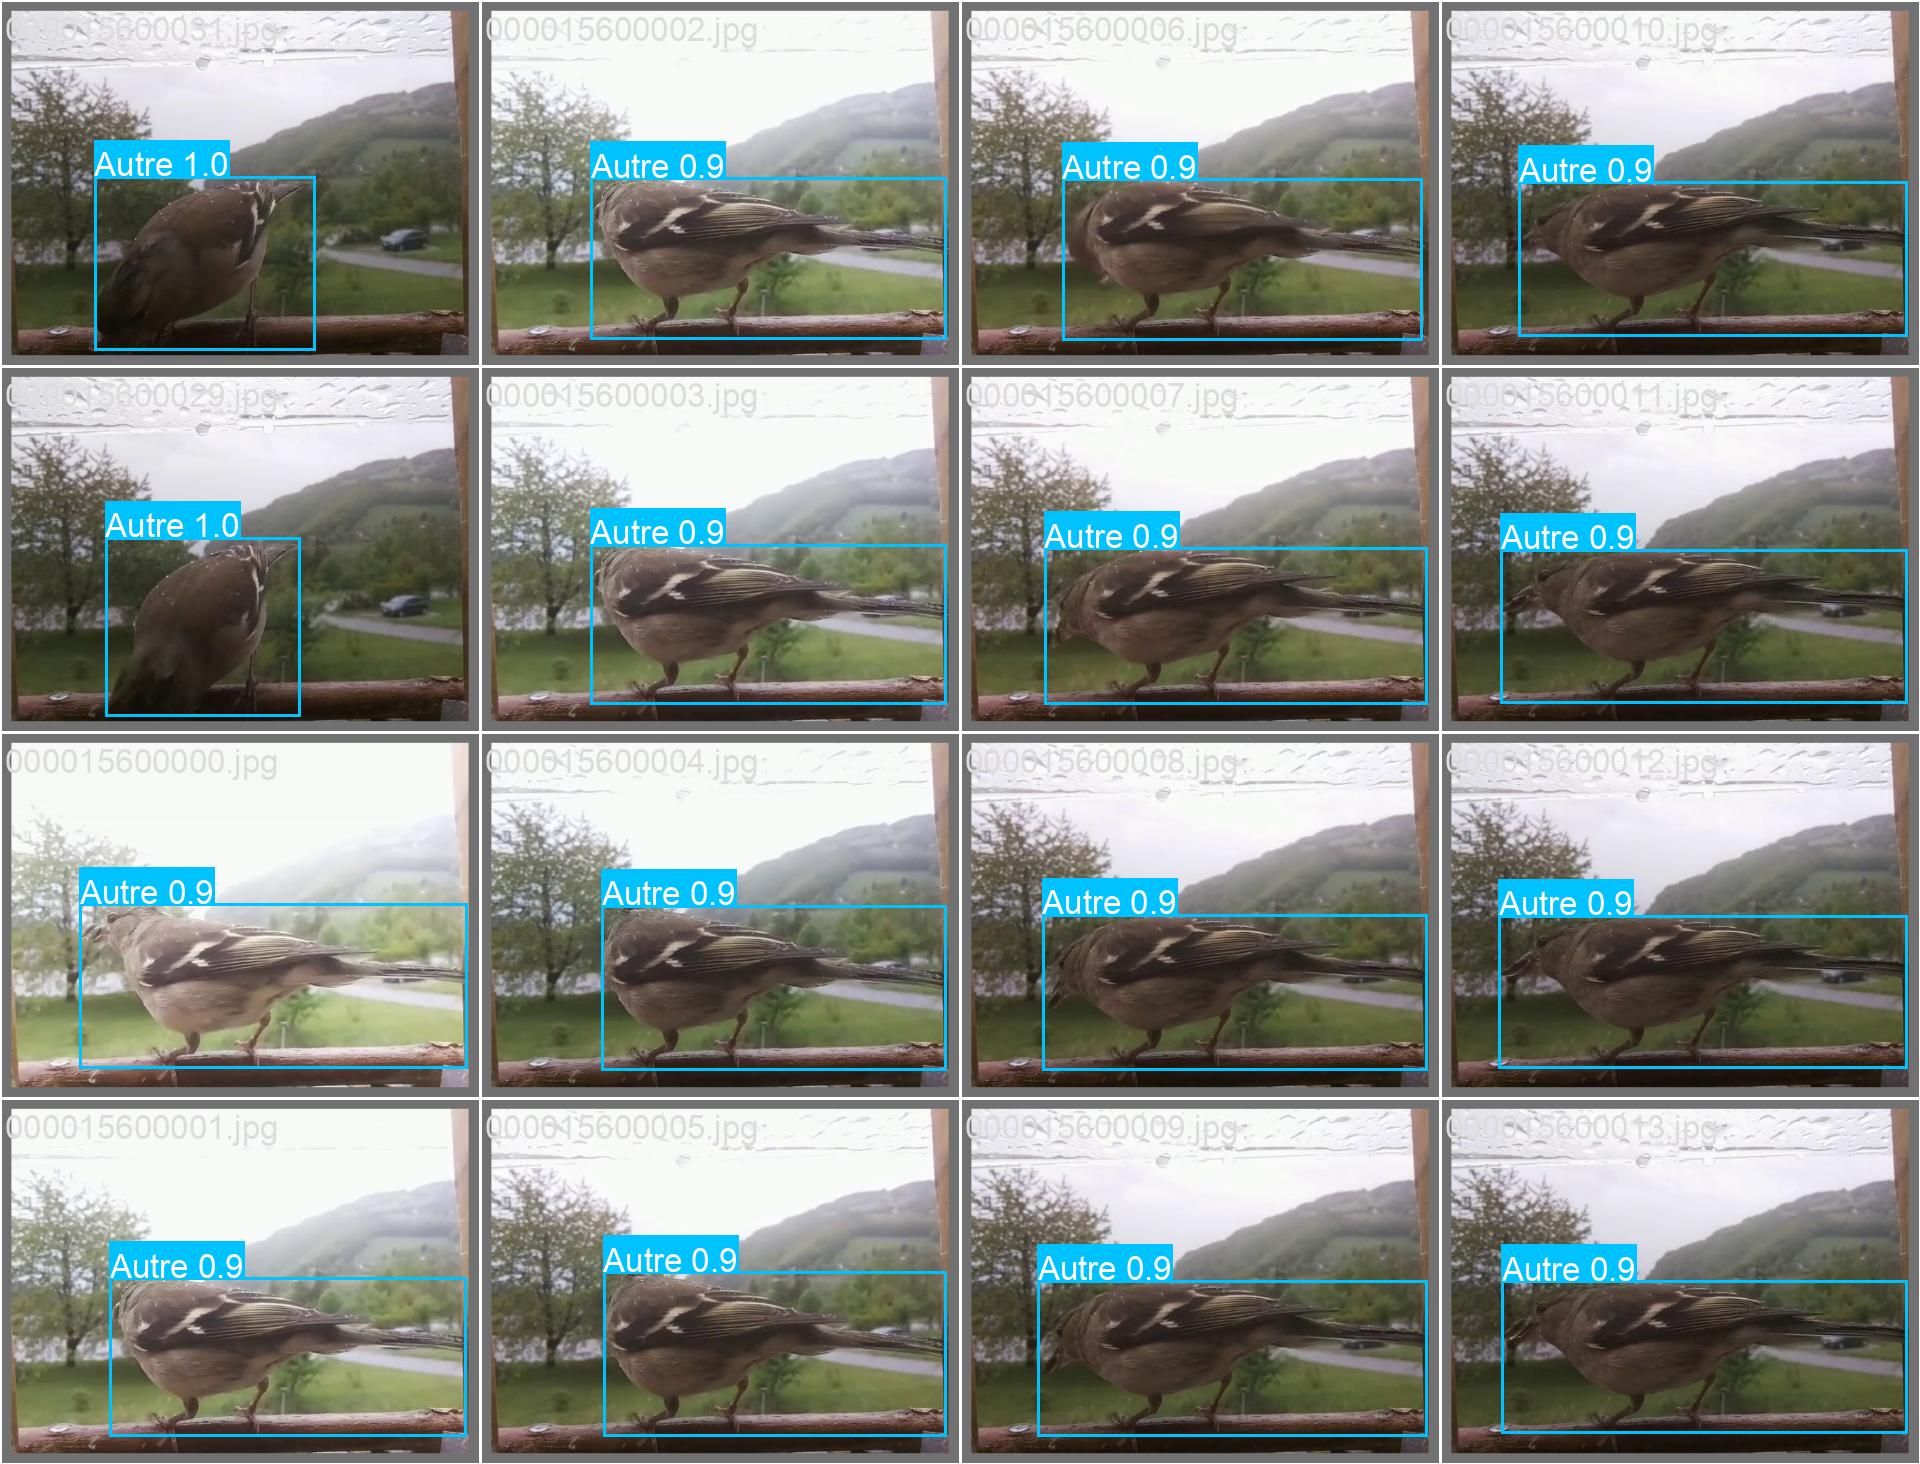 000015600031.jpg
Autre 1.0
000015600002.jpg
Autre 0.9
000015600006.jpg
Autre 0.9
000015600010.jpg
Autre 0.9
000015600029.jpg
Autre 1.0
000015600003.jpg
Autre 0.9
000015600007.jpg
Autre 0.9
000015600011.jpg
Autre 0.9
000015600000.jpg
Autre 0.9
000015600004.jpg
Autre 0.9
000015600008.jpg
Autre 0.9
000015600012.jpg
Autre 0.9
000015600001.jpg
Autre 0.9
000015600005.jpg
Autre 0.9
000015600009.jpg
Autre 0.9
000015600013.jpg
Autre 0.9